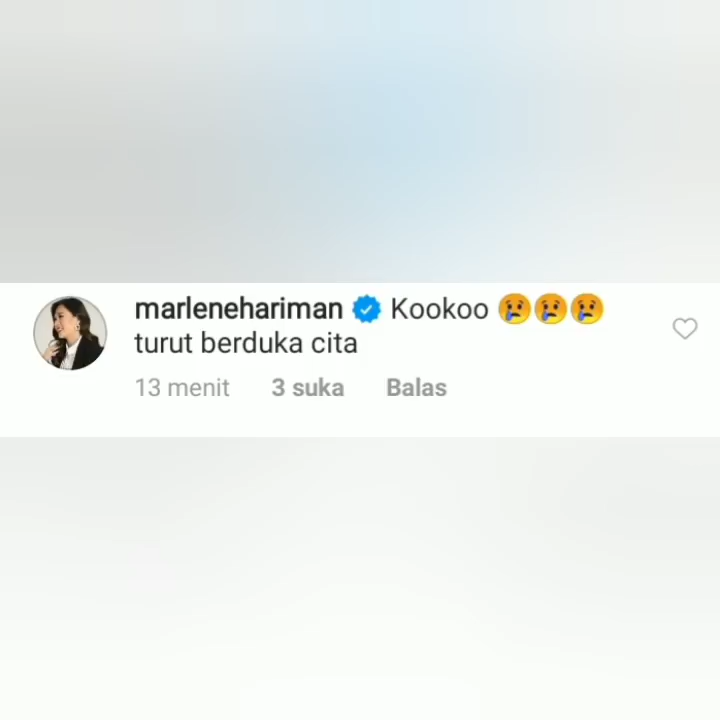 marlenehariman Kookoo 😢😢😢
turut berduka cita
13 menit 3 suka Balas